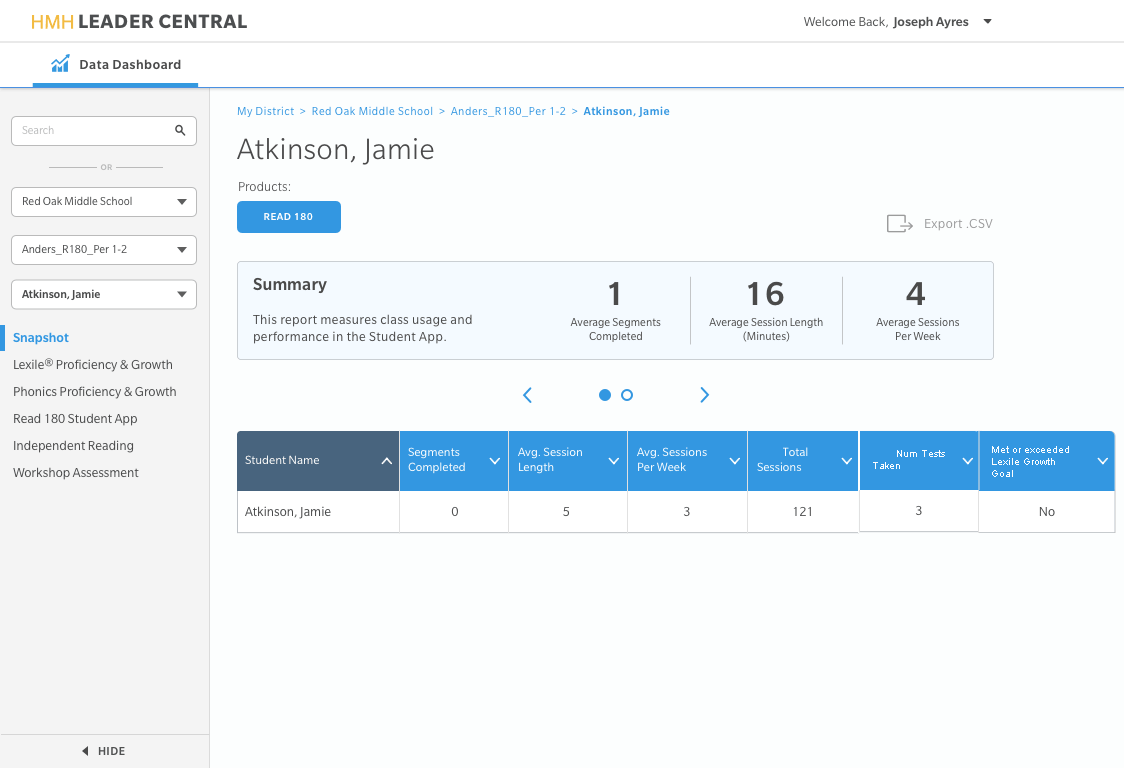 HMH LEADER CENTRAL
Welcome Back, Joseph Ayres
Data Dashboard
Search
OR
Red Oak Middle School
Anders_R180_Per 1-2
Atkinson, Jamie
Snapshot
Lexile® Proficiency & Growth
Phonics Proficiency & Growth
Read 180 Student App
Independent Reading
Workshop Assessment
HIDE
My District > Red Oak Middle School > Anders_R180_Per 1-2 > Atkinson, Jamie
Atkinson, Jamie
Products:
READ 180
Export .CSV
Summary
This report measures class usage and
performance in the Student App.
1
Average Segments
Completed
16
Average Session Length
(Minutes)
4
Average Sessions
Per Week
Student Name
Segments
Completed
Avg. Session
Length
Avg. Sessions
Per Week
Total
Sessions
Num Tests
Taken
Met or exceeded
Lexile Growth
Goal
Atkinson, Jamie 0 5 3 121 3 No